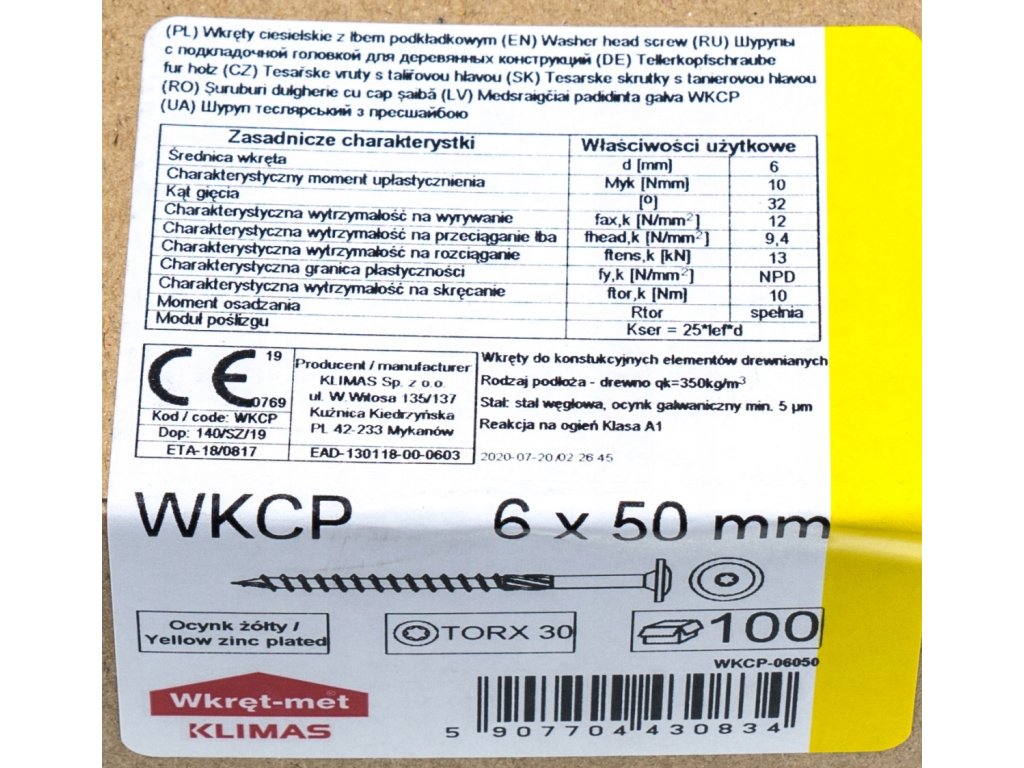 (PL) Wkręty ciesielskie z łbem podkładkowym (EN) Washer head screw (RU) Шурупы
с подкладочной головкой для деревянных конструкций (DE) Tellerkopfschraube
fur holz (CZ) Tesařske vruty s talířovou hlavou (SK) Tesarske skrutky s tanierovou hlavou
(RO) Şuruburi dulgherie cu cap şaibă (LV) Medsraigčiai padidinta galva WKCP
(UA) Шуруп теслярський з пресшайбою
Zasadnicze charakterystki Właściwości użytkowe
Średnica wkręta d [mm] 6
Charakterystyczny moment uplastycznienia Myk [Nmm] 10
Kąt gięcia [º] 32
Charakterystyczna wytrzymałość na wyrywanie fax,k [N/mm²] 12
Charakterystyczna wytrzymałość na przeciąganie łba fhead,k [N/mm²] 9,4
Charakterystyczna wytrzymałość na rozciąganie ftens,k [kN] 13
Charakterystyczna granica plastyczności fy,k [N/mm²] NPD
Charakterystyczna wytrzymałość na skręcanie ftor,k [Nm] 10
Moment osadzania Rtor spełnia
Moduł poślizgu Kser = 25*lef*d
CE 19
0769
Kod / code: WKCP
Dop: 140/SZ/19
ETA-18/0817
Producent / manufacturer
KLIMAS Sp. z o.o.
ul. W.Witosa 135/137
Kuźnica Kiedrzyńska
PL 42-233 Mykanów
EAD-130118-00-0603
Wkręty do konstukcyjnych elementów drewnianych
Rodzaj podłoża - drewno qk=350kg/m³
Stal: stal węglowa, ocynk galwaniczny min. 5 µm
Reakcja na ogień Klasa A1
2020-07-20/02 26 45
WKCP 6 x 50 mm
Ocynk żółty /
Yellow zinc plated
TORX 30
100
WKCP-06050
Wkręt-met
KLIMAS
5 907704 430834